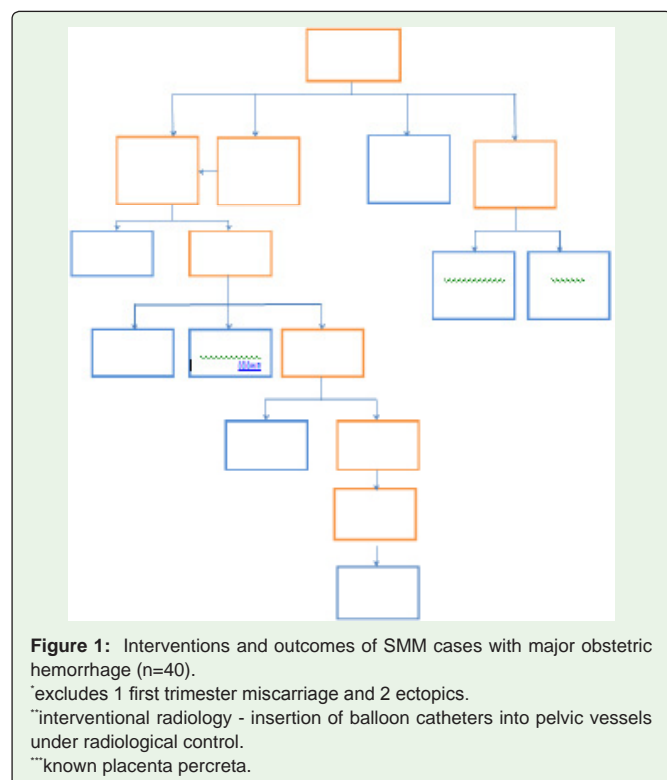 Figure 1: Interventions and outcomes of SMM cases with major obstetric
hemorrhage (n=40).
*excludes 1 first trimester miscarriage and 2 ectopics.
**interventional radiology - insertion of balloon catheters into pelvic vessels
under radiological control.
***known placenta percreta.